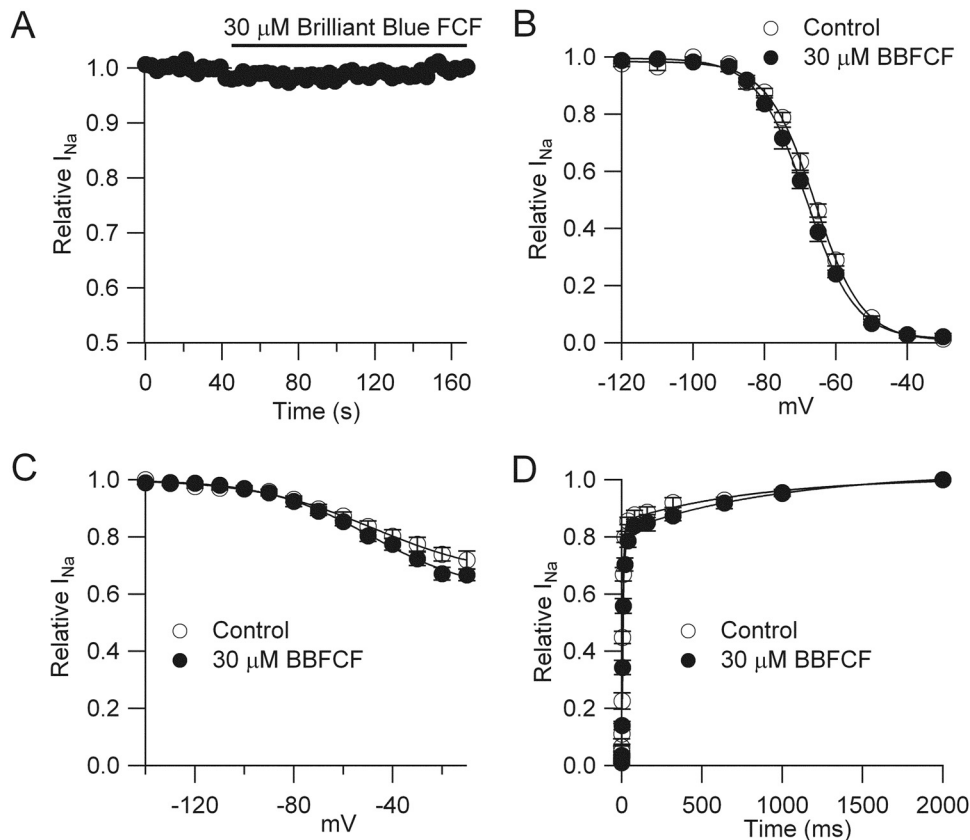 A
30 µM Brilliant Blue FCF
1.0
0.9
0.8
0.7
0.6
0.5
Relative INa
0
40
80
120
160
Time (s)
B
Control
30 µM BBFCF
1.0
0.8
0.6
0.4
0.2
0.0
Relative INa
-120
-100
-80
-60
-40
mV
C
1.0
0.8
0.6
0.4
0.2
0.0
Relative INa
Control
30 µM BBFCF
-120
-80
-40
mV
D
1.0
0.8
0.6
0.4
0.2
0.0
Relative INa
Control
30 µM BBFCF
0
500
1000
1500
2000
Time (ms)